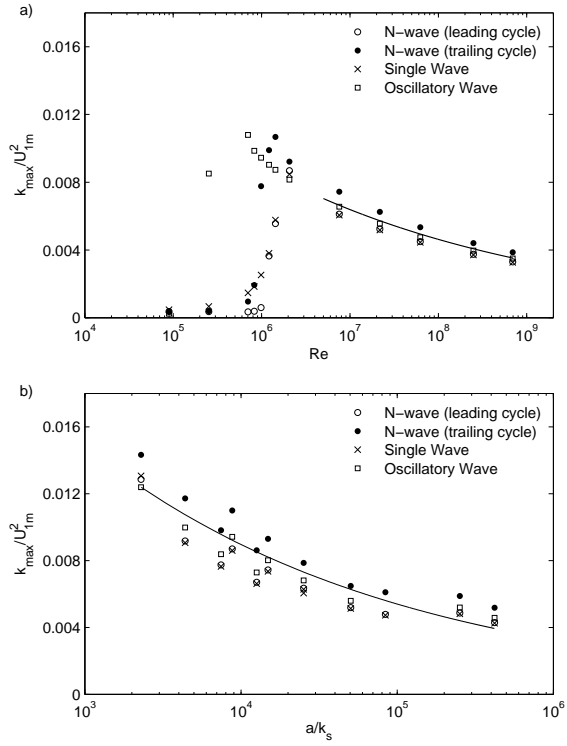 a)
0.016
N−wave (leading cycle)
N−wave (trailing cycle)
Single Wave
Oscillatory Wave
0.012
k_max/U²_1m
0.008
0.004
0
10^4 10^5 10^6 10^7 10^8 10^9
Re
b)
0.016
N−wave (leading cycle)
N−wave (trailing cycle)
Single Wave
Oscillatory Wave
0.012
k_max/U²_1m
0.008
0.004
0
10^3 10^4 10^5 10^6
a/k_s